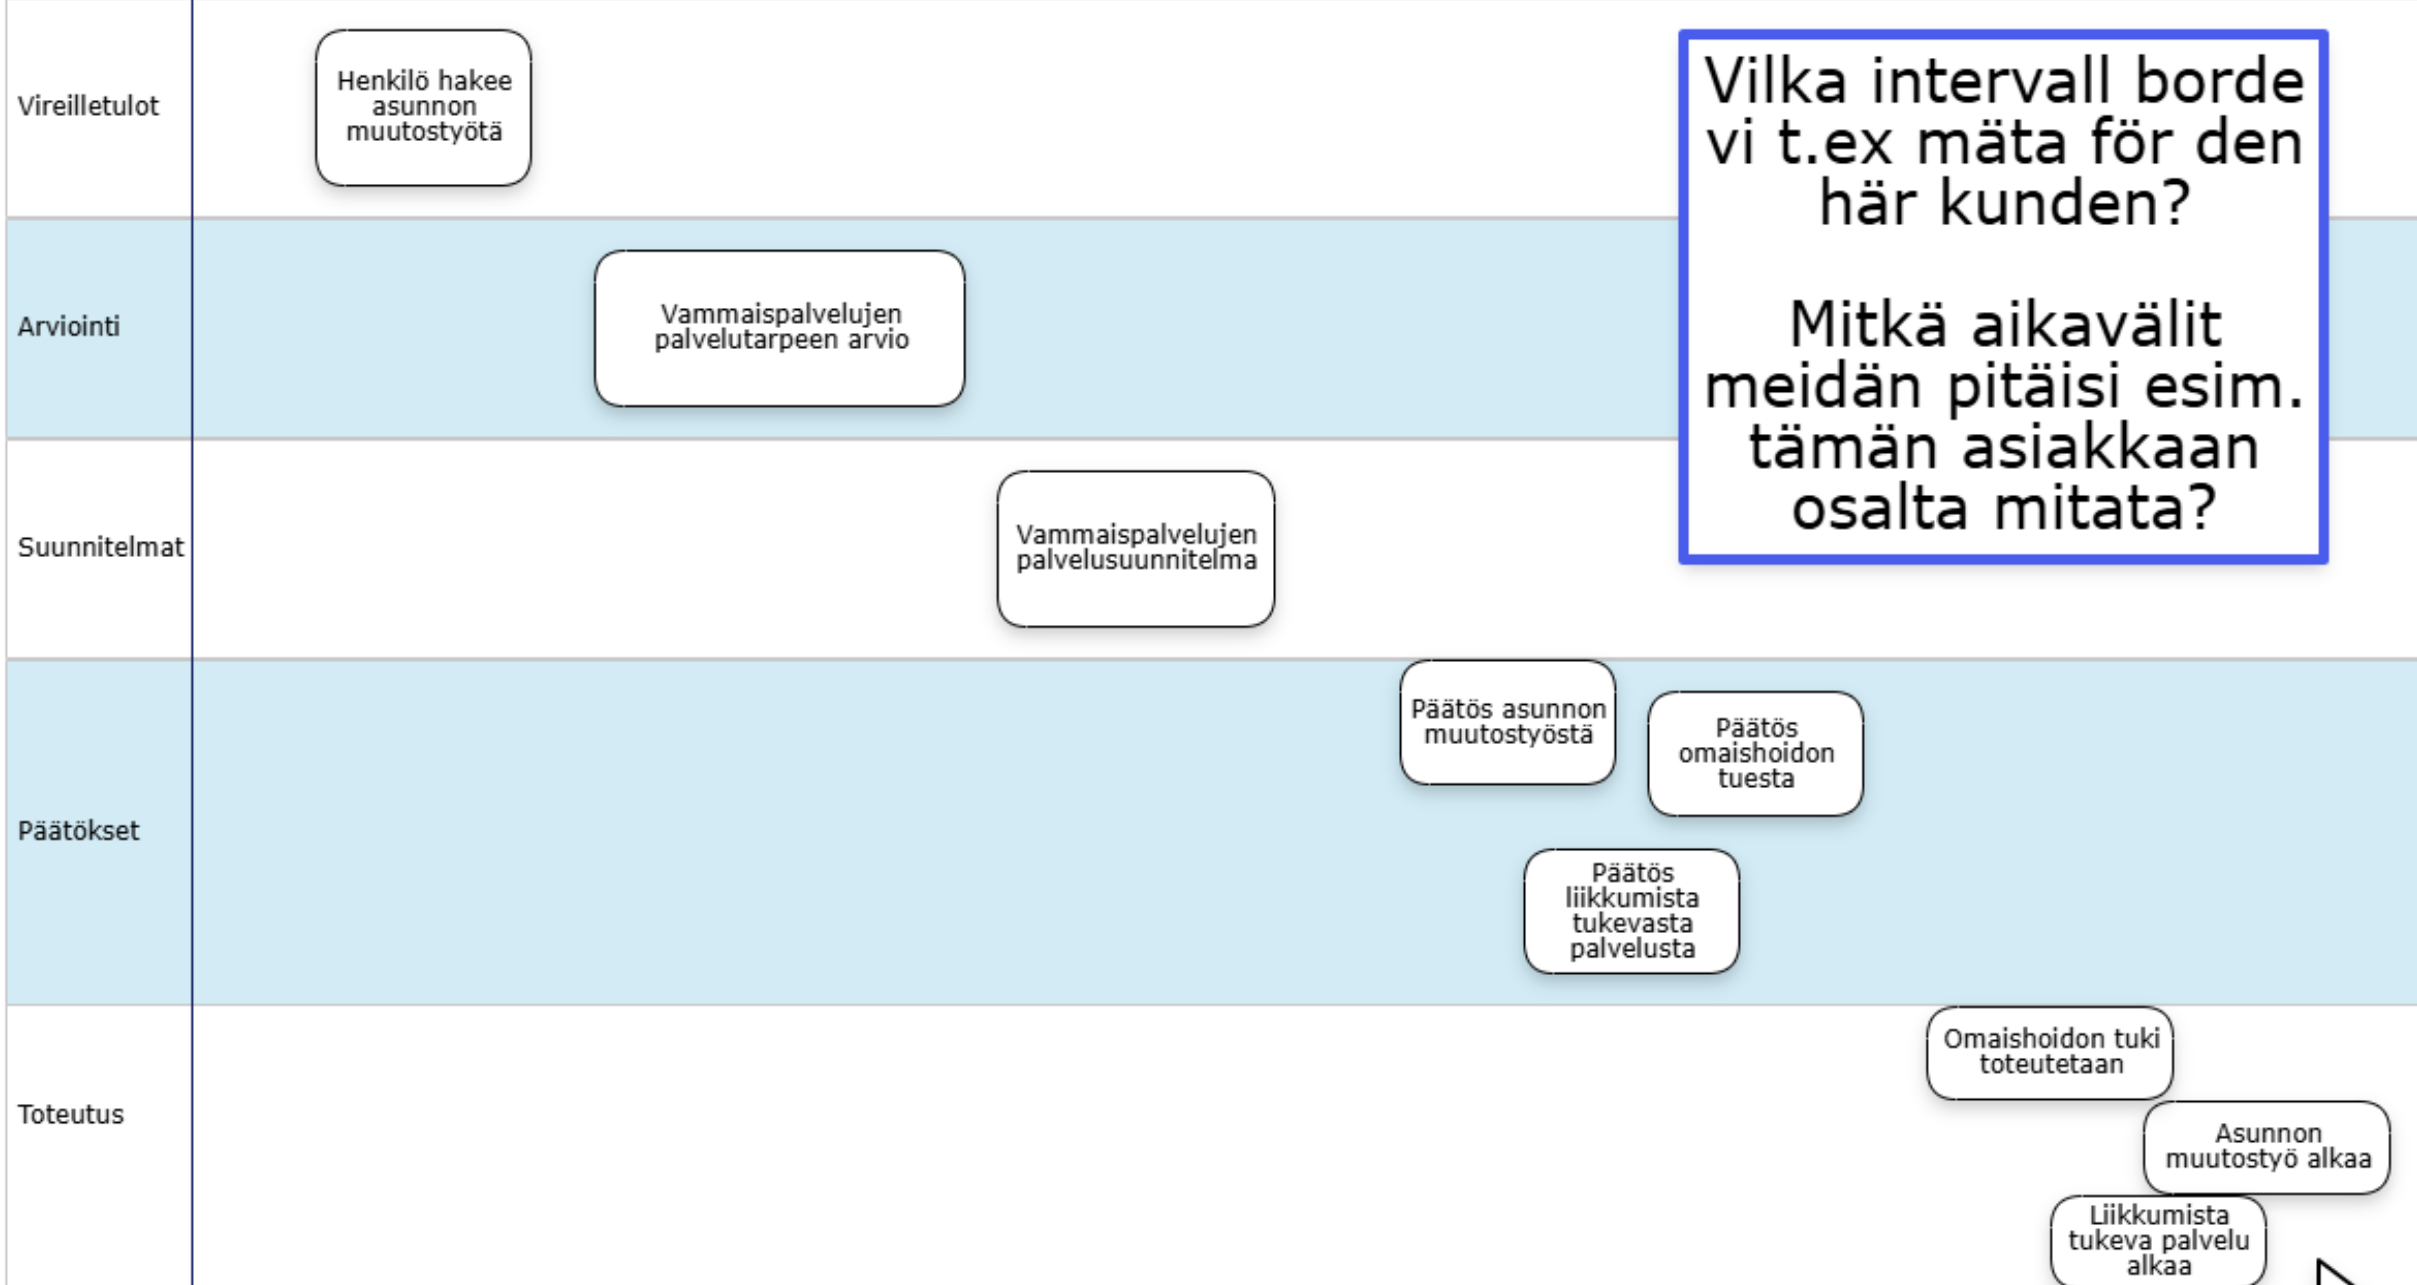 Vireilletulot
Henkilö hakee
asunnon
muutostyötä
Vilka intervall borde
vi t.ex mäta för den
här kunden?
Mitkä aikavälit
meidän pitäisi esim.
tämän asiakkaan
osalta mitata?
Arviointi
Vammaispalvelujen
palvelutarpeen arvio
Suunnitelmat
Vammaispalvelujen
palvelusuunnitelma
Päätökset
Päätös asunnon
muutostyöstä
Päätös
omaishoidon
tuesta
Päätös
liikkumista
tukevasta
palvelusta
Toteutus
Omaishoidon tuki
toteutetaan
Asunnon
muutostyö alkaa
Liikkumista
tukeva palvelu
alkaa